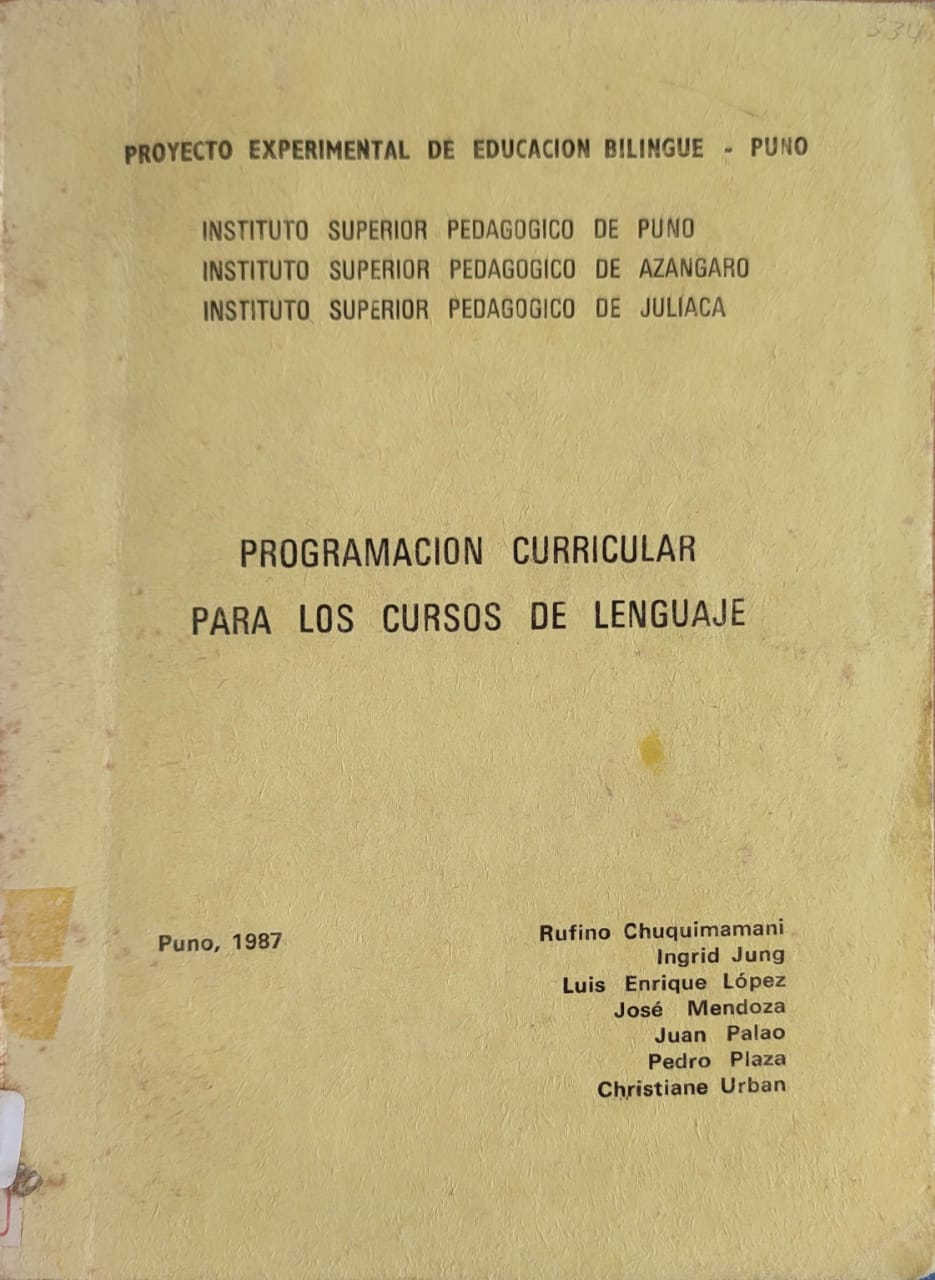 334
PROYECTO EXPERIMENTAL DE EDUCACION BILINGUE - PUNO
INSTITUTO SUPERIOR PEDAGOGICO DE PUNO
INSTITUTO SUPERIOR PEDAGOGICO DE AZANGARO
INSTITUTO SUPERIOR PEDAGOGICO DE JULIACA
PROGRAMACION CURRICULAR
PARA LOS CURSOS DE LENGUAJE
Puno, 1987
Rufino Chuquimamani
Ingrid Jung
Luis Enrique López
José Mendoza
Juan Palao
Pedro Plaza
Christiane Urban